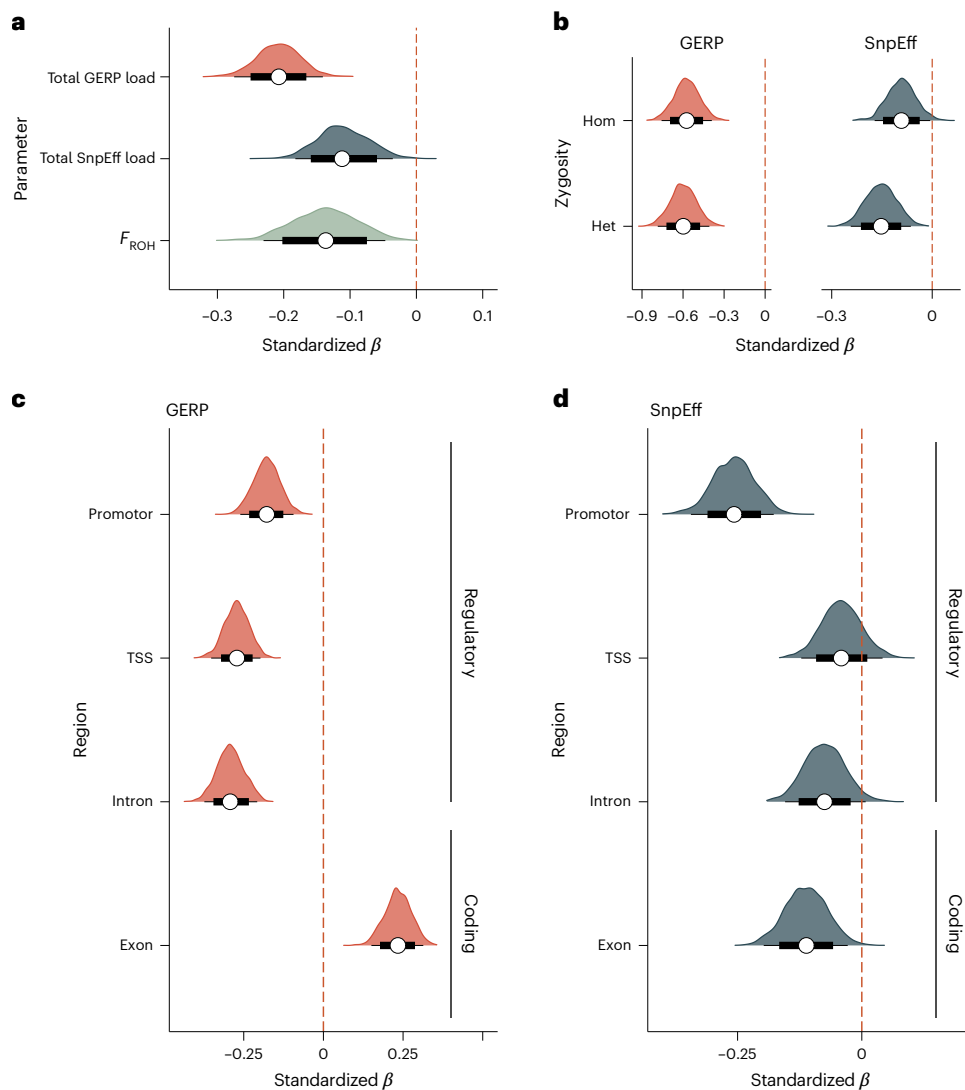 a
Parameter
Total GERP load
Total SnpEff load
FROH
−0.3 −0.2 −0.1 0 0.1
Standardized β
b
GERP SnpEff
Zygosity
Hom
Het
−0.9 −0.6 −0.3 0 −0.3 0
Standardized β
c
GERP
Region
Promotor
TSS
Intron
Exon
Regulatory
Coding
−0.25 0 0.25
Standardized β
d
SnpEff
Region
Promotor
TSS
Intron
Exon
Regulatory
Coding
−0.25 0
Standardized β